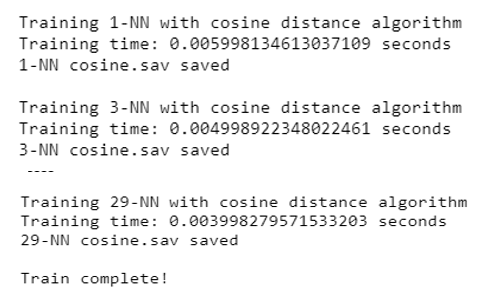 Training 1-NN with cosine distance algorithm
Training time: 0.005998134613037109 seconds
1-NN cosine.sav saved
Training 3-NN with cosine distance algorithm
Training time: 0.004998922348022461 seconds
3-NN cosine.sav saved
----
Training 29-NN with cosine distance algorithm
Training time: 0.003998279571533203 seconds
29-NN cosine.sav saved
Train complete!